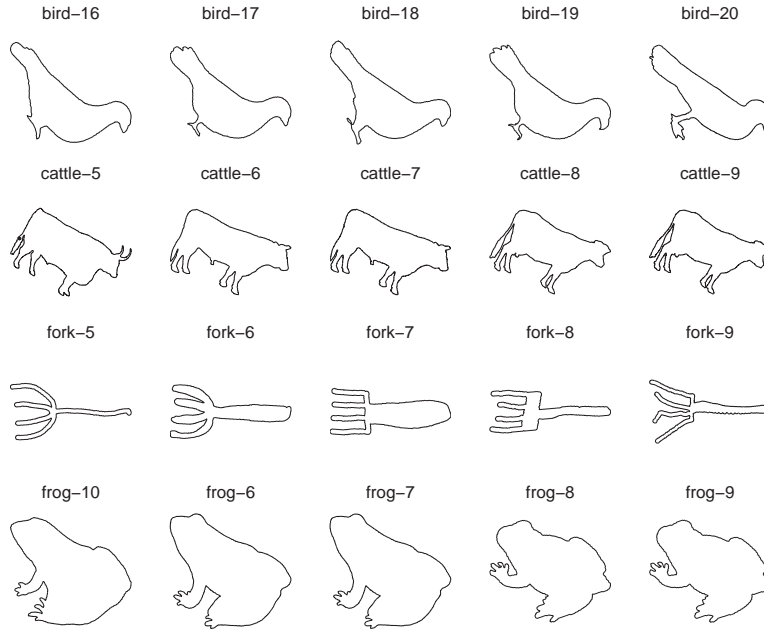 bird−16 bird−17 bird−18 bird−19 bird−20
cattle−5 cattle−6 cattle−7 cattle−8 cattle−9
fork−5 fork−6 fork−7 fork−8 fork−9
frog−10 frog−6 frog−7 frog−8 frog−9